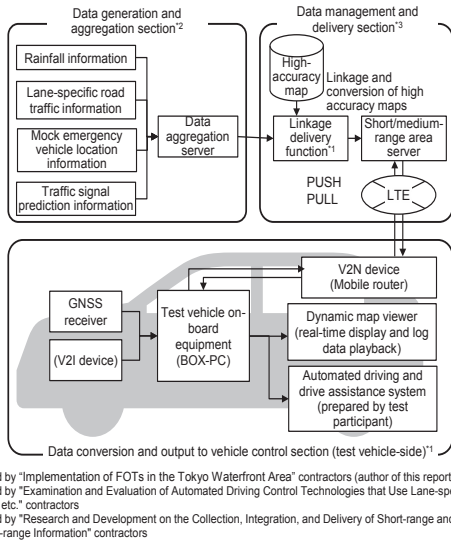 Data generation and
aggregation section*2
Rainfall information
Lane-specific road
traffic information
Mock emergency
vehicle location
information
Traffic signal
prediction information
Data
aggregation
server
Data management and
delivery section*3
High-
accuracy
map
Linkage and
conversion of high
accuracy maps
Linkage
delivery
function*1
Short/medium-
range area
server
PUSH
PULL
LTE
V2N device
(Mobile router)
GNSS
receiver
(V2I device)
Test vehicle on-
board
equipment
(BOX-PC)
Dynamic map viewer
(real-time display and log
data playback)
Automated driving and
drive assistance system
(prepared by test
participant)
Data conversion and output to vehicle control section (test vehicle-side)*1
by "Implementation of FOTs in the Tokyo Waterfront Area" contractors (author of this report
by "Examination and Evaluation of Automated Driving Control Technologies that Use
etc." contractors
by "Research and Development on the Collection, Integration, and Delivery of Short-range
-range Information" contractors